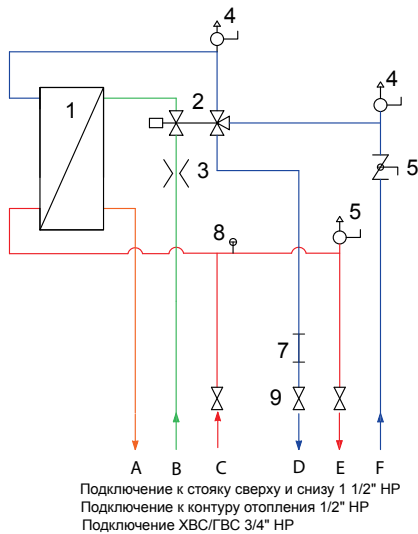 4
4
1
2
3
5
5
8
7
9
A B C D E F
Подключение к стояку сверху и снизу 1 1/2" НР
Подключение к контуру отопления 1/2" НР
Подключение ХВС/ГВС 3/4" НР